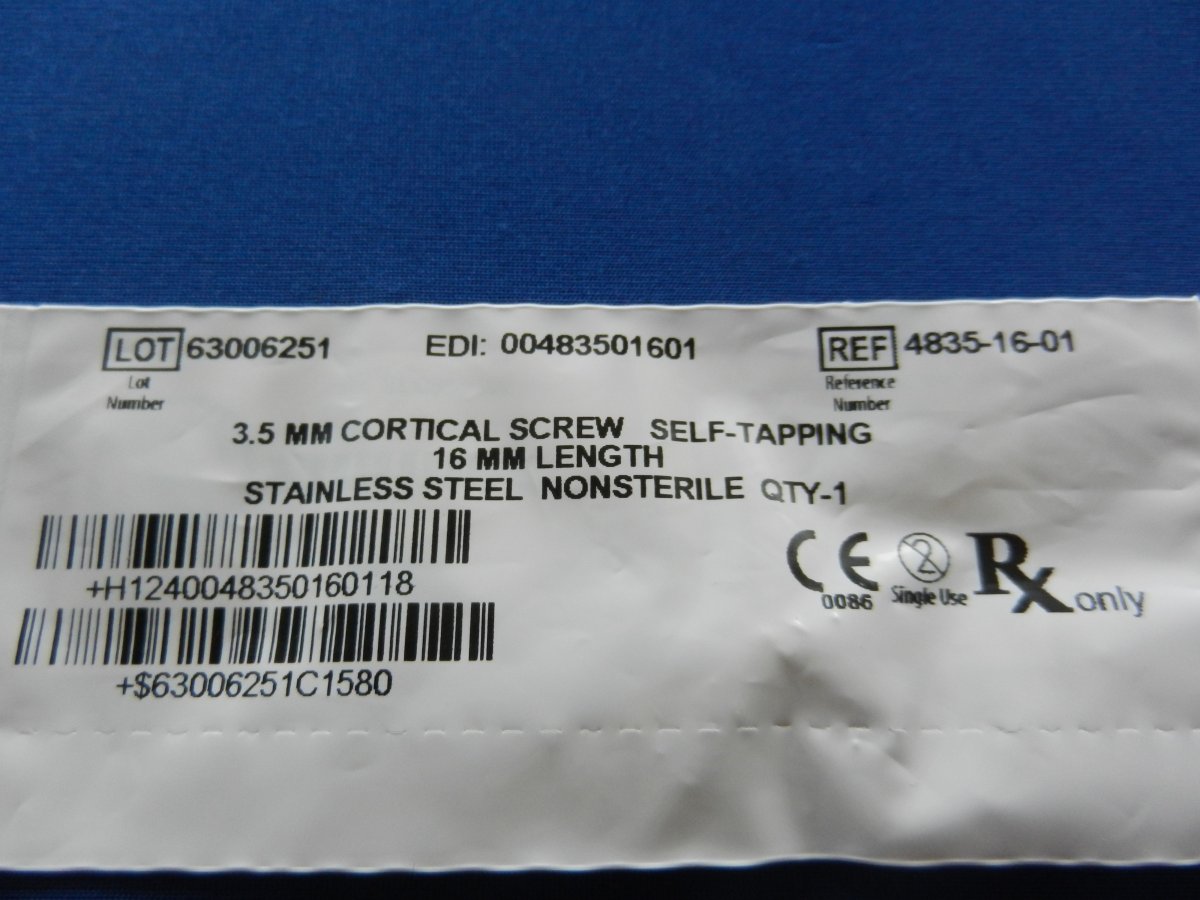 LOT 63006251 EDI: 00483501601 REF 4835-16-01
Lot Reference
Number Number
3.5 MM CORTICAL SCREW SELF-TAPPING
16 MM LENGTH
STAINLESS STEEL NONSTERILE QTY-1
+H1240048350160118
CE 2 Rx only
0086 Single Use
+$63006251C1580